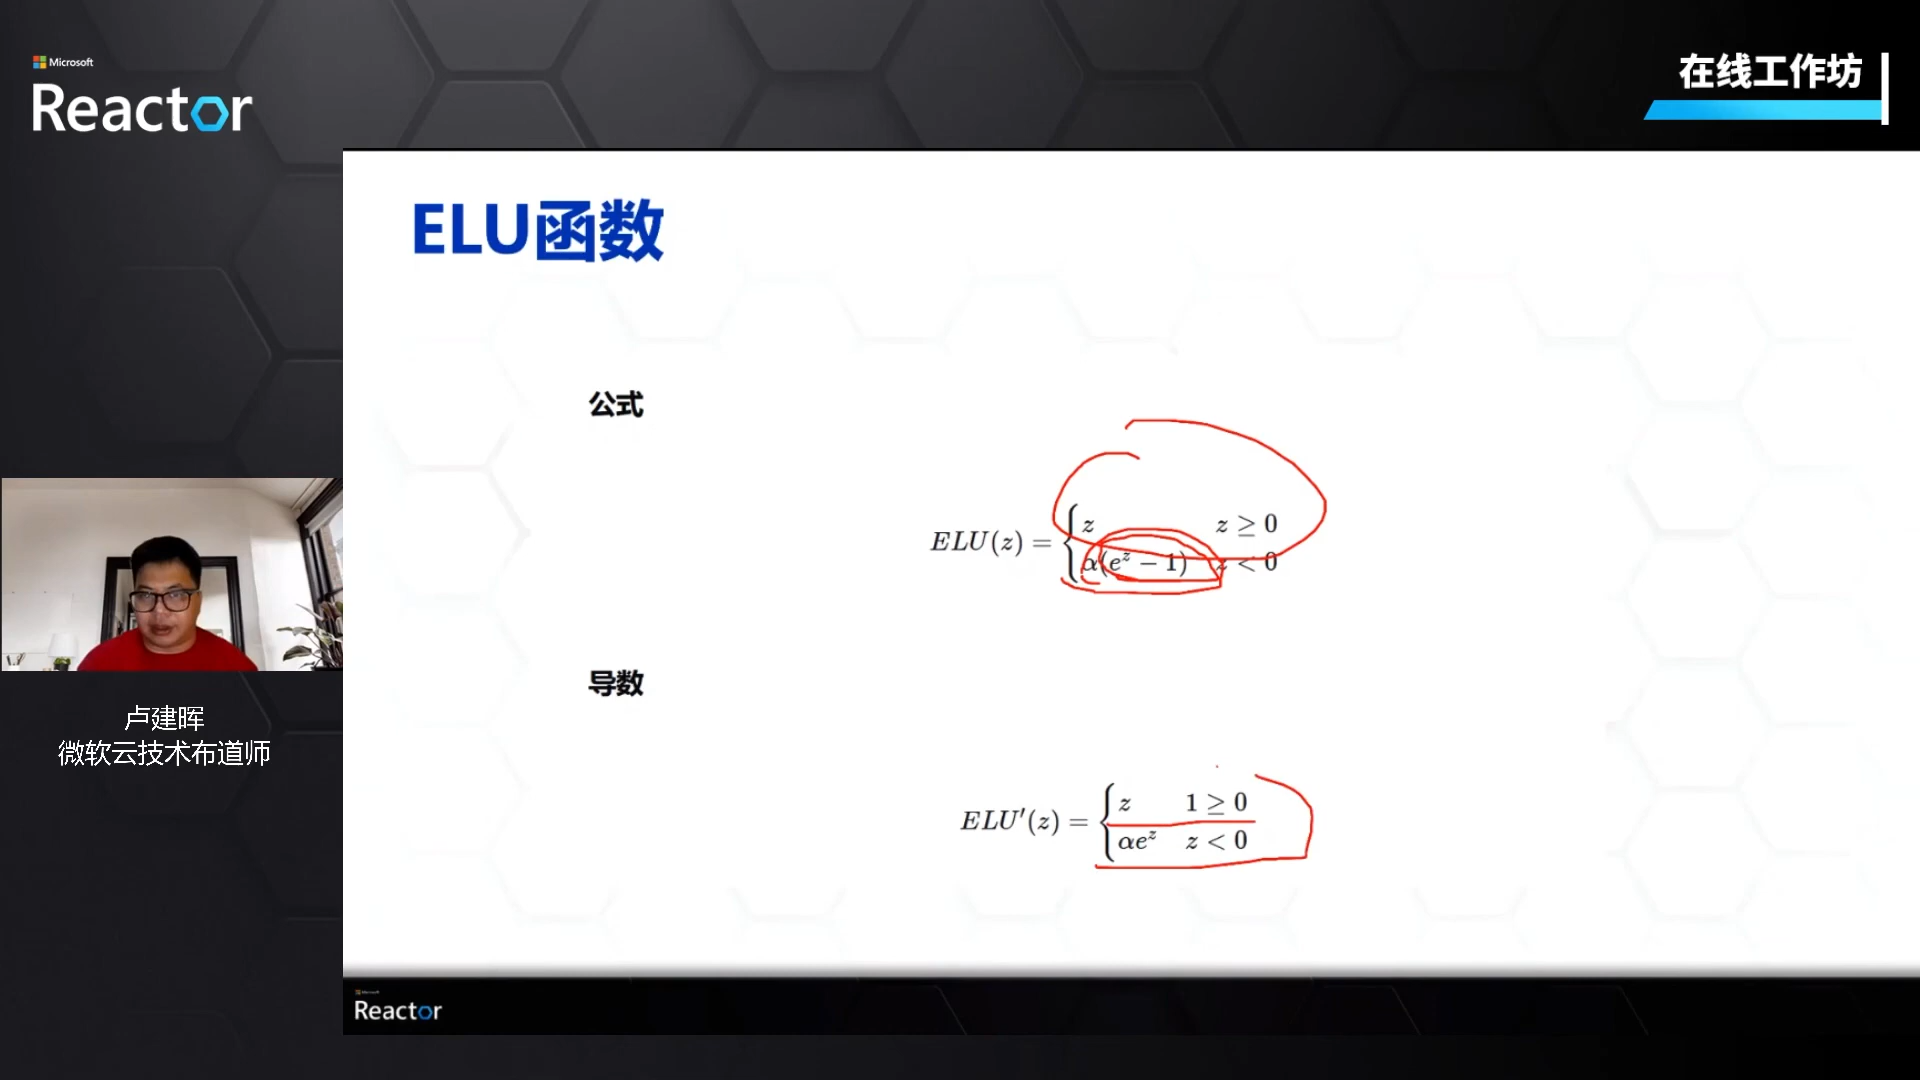 Microsoft
Reactor
在线工作坊
ELU函数
公式
ELU(z) = { z z ≥ 0
α(e^z − 1) z < 0
导数
ELU′(z) = { z 1 ≥ 0
αe^z z < 0
卢建晖
微软云技术布道师
Microsoft
Reactor